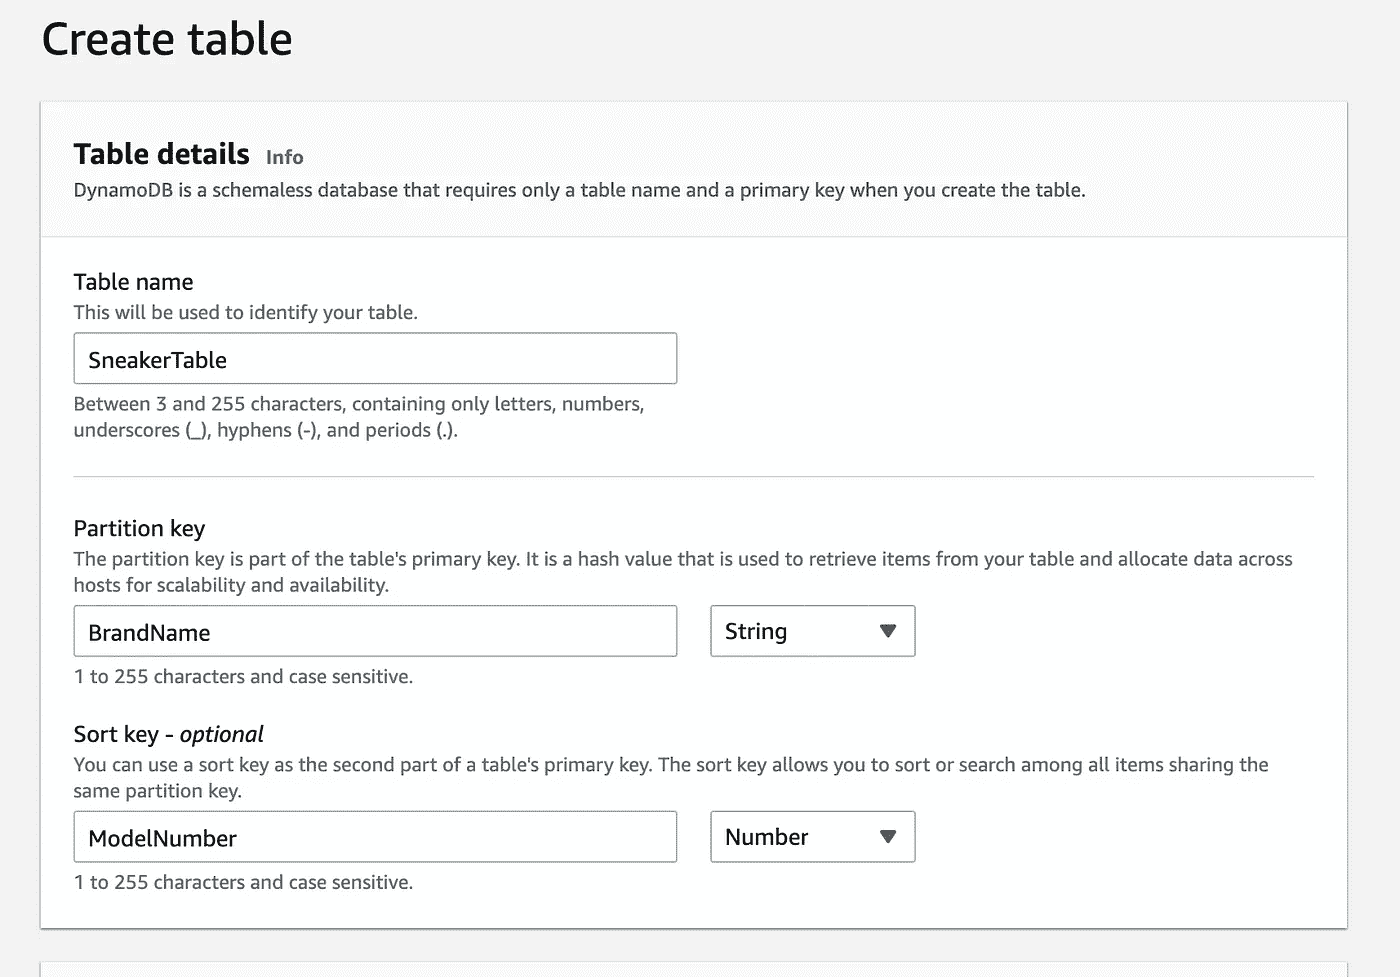 Create table
Table details Info
DynamoDB is a schemaless database that requires only a table name and a primary key when you create the table.
Table name
This will be used to identify your table.
SneakerTable
Between 3 and 255 characters, containing only letters, numbers,
underscores (_), hyphens (-), and periods (.).
Partition key
The partition key is part of the table's primary key. It is a hash value that is used to retrieve items from your table and allocate data across
hosts for scalability and availability.
BrandName String
1 to 255 characters and case sensitive.
Sort key - optional
You can use a sort key as the second part of a table's primary key. The sort key allows you to sort or search among all items sharing the
same partition key.
ModelNumber Number
1 to 255 characters and case sensitive.